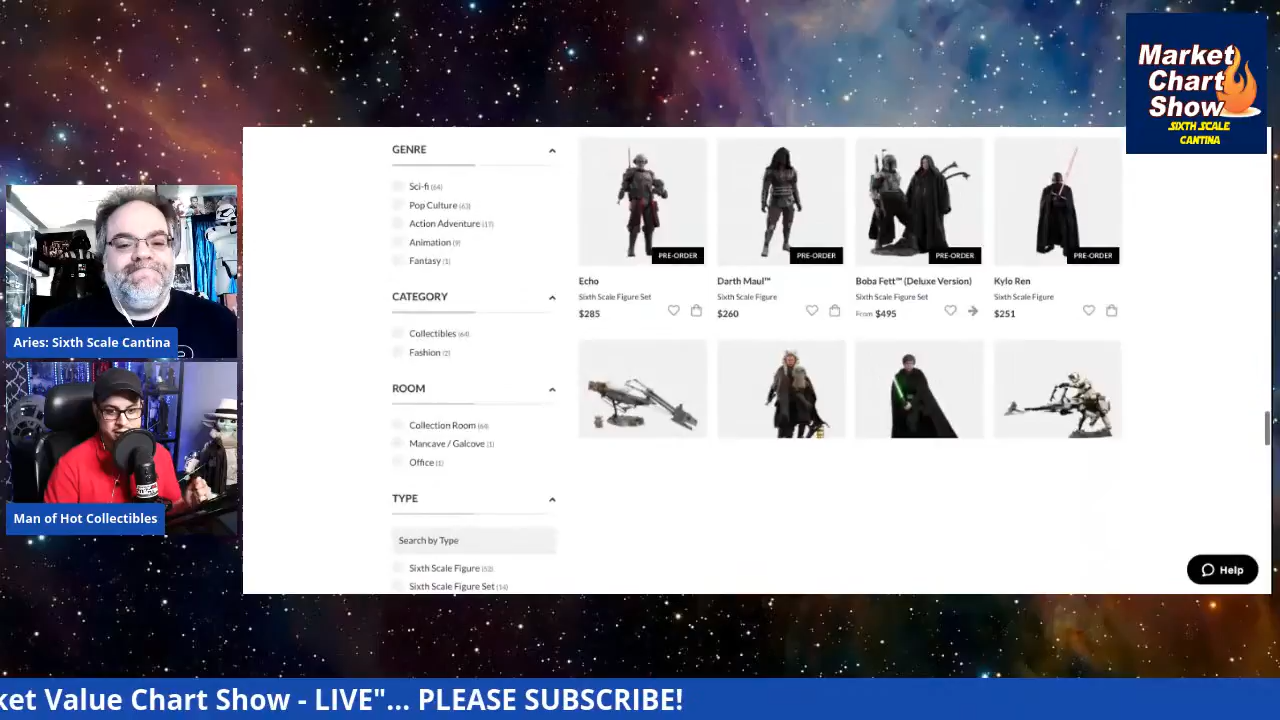 Market
Chart
Show
SIXTH SCALE
CANTINA
Aries: Sixth Scale Cantina
Man of Hot Collectibles
GENRE
Sci-fi (64)
Pop Culture (63)
Action Adventure (17)
Animation (9)
Fantasy (1)
CATEGORY
Collectibles (64)
Fashion (2)
ROOM
Collection Room (64)
Mancave / Galcove (1)
Office (1)
TYPE
Search by Type
Sixth Scale Figure (52)
Sixth Scale Figure Set (14)
PRE-ORDER
PRE-ORDER
PRE-ORDER
PRE-ORDER
Echo
Sixth Scale Figure Set
$285
Darth Maul™
Sixth Scale Figure
$260
Boba Fett™ (Deluxe Version)
Sixth Scale Figure Set
From $495
Kylo Ren
Sixth Scale Figure
$251
Help
ket Value Chart Show - LIVE"... PLEASE SUBSCRIBE!